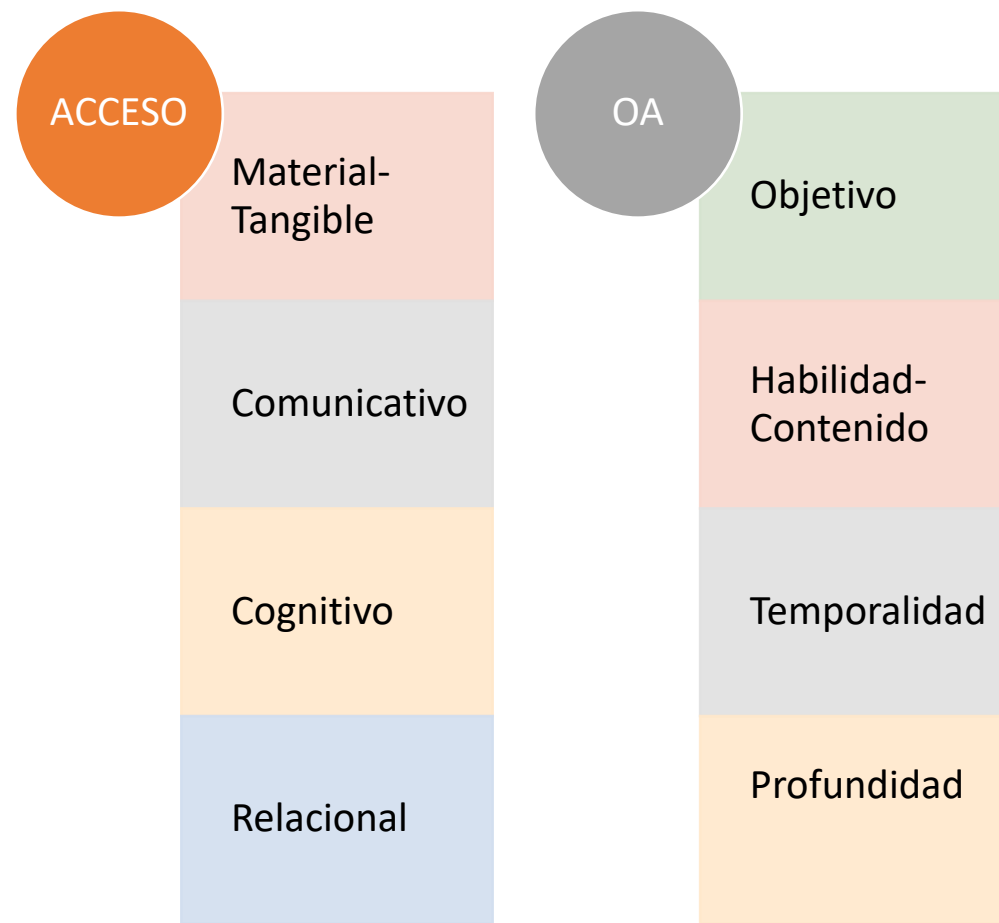 ACCESO
Material-
Tangible
Comunicativo
Cognitivo
Relacional
OA
Objetivo
Habilidad-
Contenido
Temporalidad
Profundidad